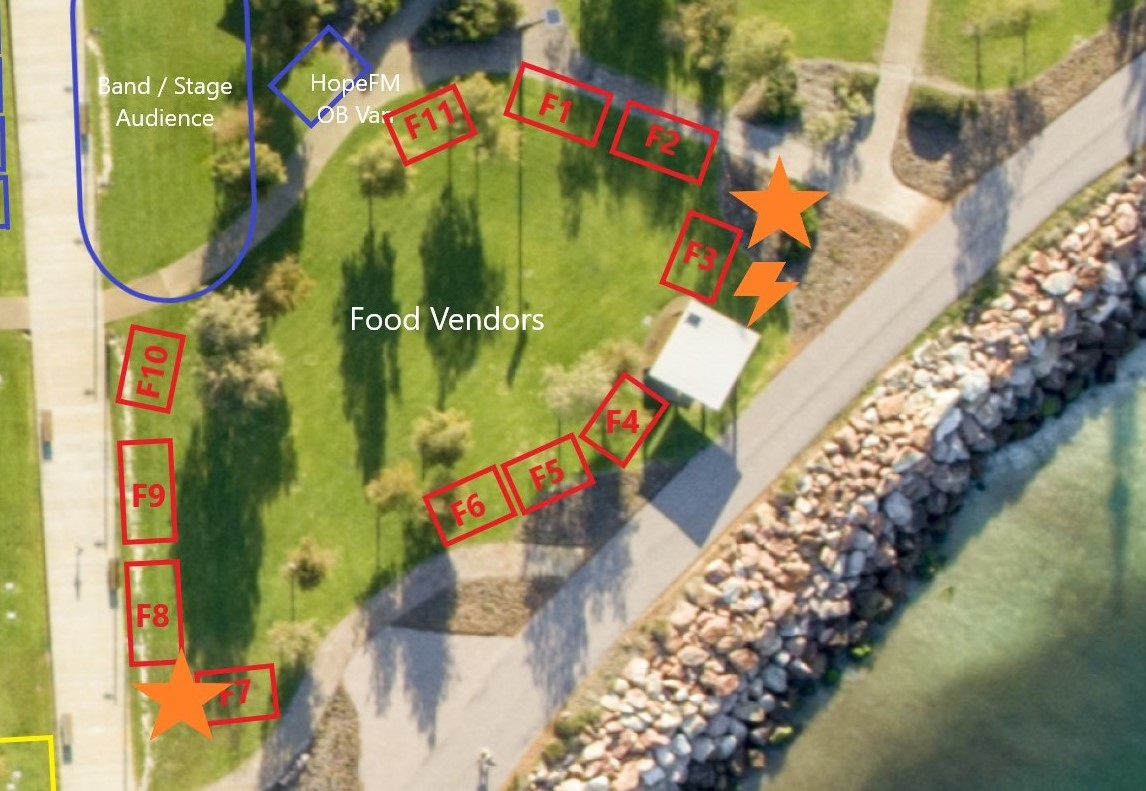 Band / Stage
Audience
HopeFM
OB Van
F11
F1
F2
F3
Food Vendors
F10
F4
F9
F5
F6
F8
F7